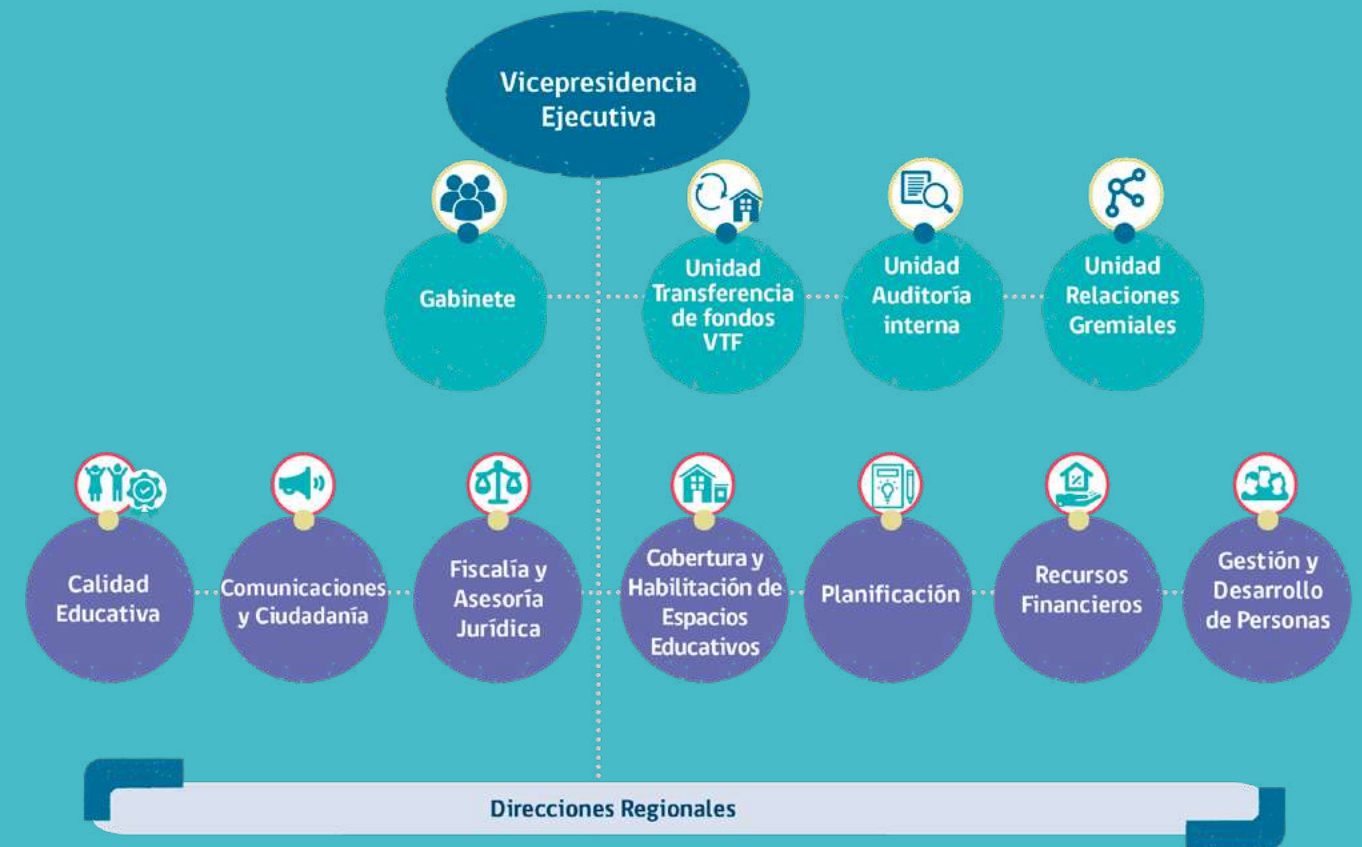 Vicepresidencia
Ejecutiva
Gabinete
Unidad
Transferencia
de fondos
VTF
Unidad
Auditoría
interna
Unidad
Relaciones
Gremiales
Calidad
Educativa
Comunicaciones
y Ciudadanía
Fiscalía y
Asesoría
Jurídica
Cobertura y
Habilitación de
Espacios
Educativos
Planificación
Recursos
Financieros
Gestión y
Desarrollo
de Personas
Direcciones Regionales